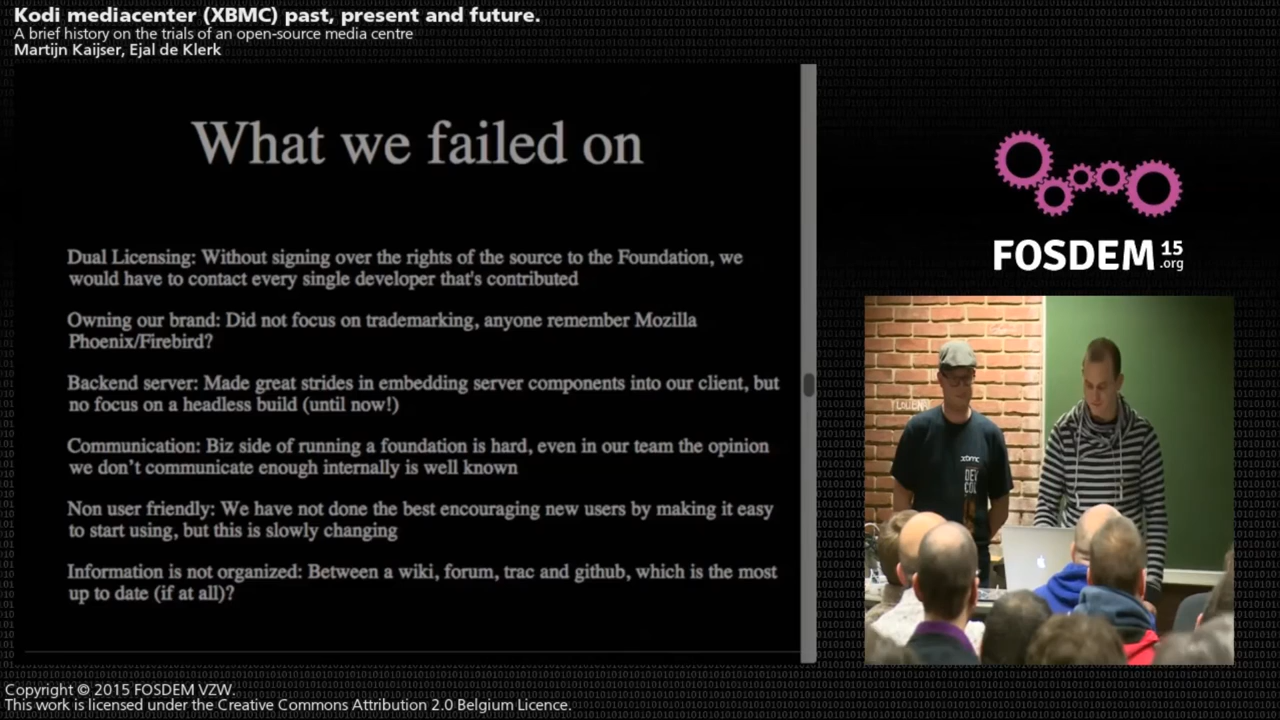 Kodi mediacenter (XBMC) past, present and future.
A brief history on the trials of an open-source media centre
Martijn Kaijser, Ejal de Klerk
What we failed on
Dual Licensing: Without signing over the rights of the source to the Foundation, we
would have to contact every single developer that's contributed
Owning our brand: Did not focus on trademarking, anyone remember Mozilla
Phoenix/Firebird?
Backend server: Made great strides in embedding server components into our client, but
no focus on a headless build (until now!)
Communication: Biz side of running a foundation is hard, even in our team the opinion
we don’t communicate enough internally is well known
Non user friendly: We have not done the best encouraging new users by making it easy
to start using, but this is slowly changing
Information is not organized: Between a wiki, forum, trac and github, which is the most
up to date (if at all)?
FOSDEM 15
.org
xbmc
DEV
Copyright © 2015 FOSDEM VZW.
This work is licensed under the Creative Commons Attribution 2.0 Belgium Licence.